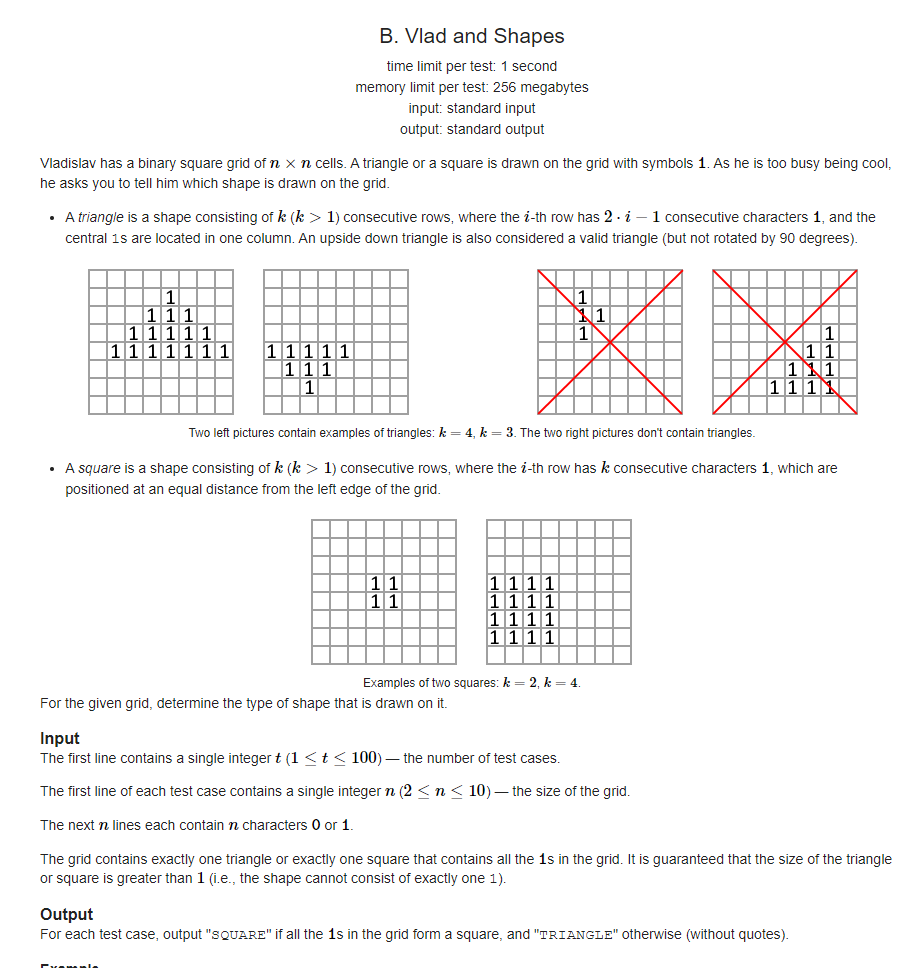 B. Vlad and Shapes
time limit per test: 1 second
memory limit per test: 256 megabytes
input: standard input
output: standard output
Vladislav has a binary square grid of n × n cells. A triangle or a square is drawn on the grid with symbols 1. As he is too busy being cool,
he asks you to tell him which shape is drawn on the grid.
• A triangle is a shape consisting of k (k > 1) consecutive rows, where the i-th row has 2 · i − 1 consecutive characters 1, and the
central 1s are located in one column. An upside down triangle is also considered a valid triangle (but not rotated by 90 degrees).
1 1
1 1 1 1 1
1 1 1 1 1 1 1
1 1 1 1 1 1 1 1 1 1 1 1 1 1
1 1 1 1 1 1
1 1 1 1 1
Two left pictures contain examples of triangles: k = 4, k = 3. The two right pictures don't contain triangles.
• A square is a shape consisting of k (k > 1) consecutive rows, where the i-th row has k consecutive characters 1, which are
positioned at an equal distance from the left edge of the grid.
1 1 1 1 1 1
1 1 1 1 1 1
1 1 1 1
1 1 1 1
Examples of two squares: k = 2, k = 4.
For the given grid, determine the type of shape that is drawn on it.
Input
The first line contains a single integer t (1 ≤ t ≤ 100) — the number of test cases.
The first line of each test case contains a single integer n (2 ≤ n ≤ 10) — the size of the grid.
The next n lines each contain n characters 0 or 1.
The grid contains exactly one triangle or exactly one square that contains all the 1s in the grid. It is guaranteed that the size of the triangle
or square is greater than 1 (i.e., the shape cannot consist of exactly one 1).
Output
For each test case, output "SQUARE" if all the 1s in the grid form a square, and "TRIANGLE" otherwise (without quotes).